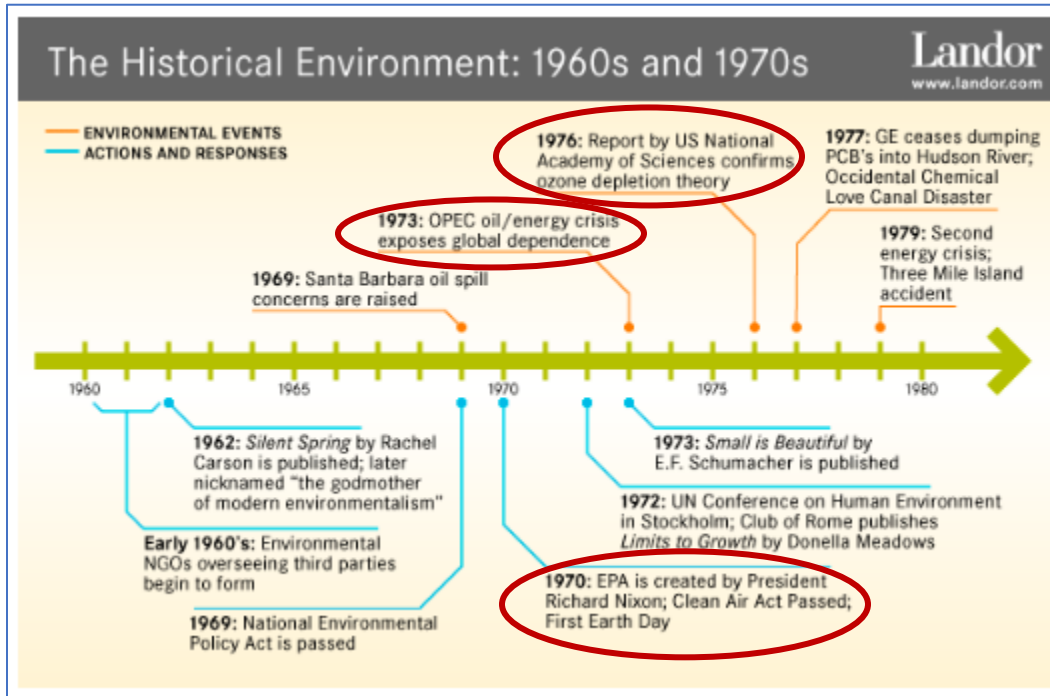 The Historical Environment: 1960s and 1970s
Landor
www.landor.com
ENVIRONMENTAL EVENTS
ACTIONS AND RESPONSES
1976: Report by US National
Academy of Sciences confirms
ozone depletion theory
1977: GE ceases dumping
PCB's into Hudson River;
Occidental Chemical
Love Canal Disaster
1973: OPEC oil/energy crisis
exposes global dependence
1979: Second
energy crisis;
Three Mile Island
accident
1969: Santa Barbara oil spill
concerns are raised
1960
1965
1970
1975
1980
1962: Silent Spring by Rachel
Carson is published; later
nicknamed "the godmother
of modern environmentalism"
1973: Small is Beautiful by
E.F. Schumacher is published
1972: UN Conference on Human Environment
in Stockholm; Club of Rome publishes
Limits to Growth by Donella Meadows
Early 1960's: Environmental
NGOs overseeing third parties
begin to form
1970: EPA is created by President
Richard Nixon; Clean Air Act Passed;
First Earth Day
1969: National Environmental
Policy Act is passed